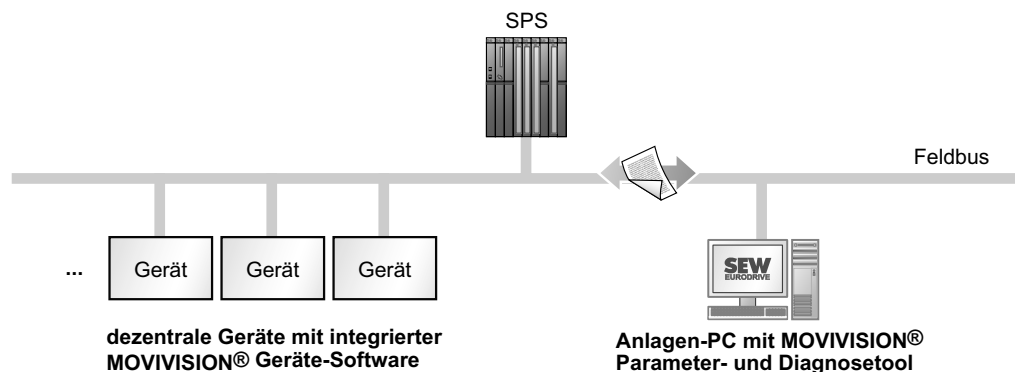 SPS
Feldbus
...
Gerät
Gerät
Gerät
SEW
EURODRIVE
dezentrale Geräte mit integrierter
MOVIVISION® Geräte-Software
Anlagen-PC mit MOVIVISION®
Parameter- und Diagnosetool